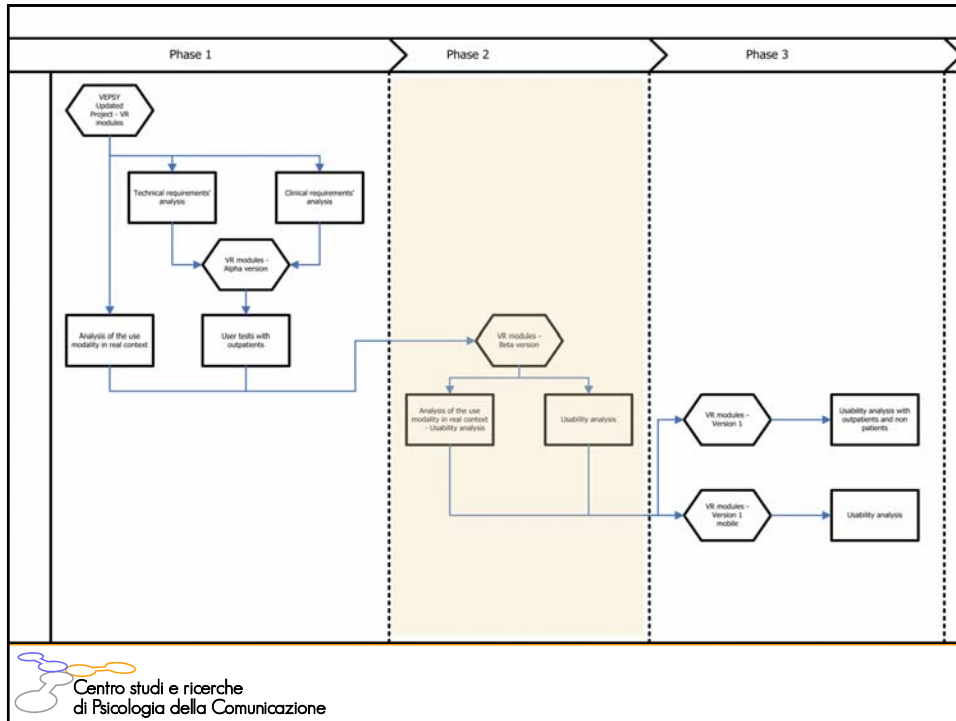 Phase 1
Phase 2
Phase 3
VEPSY
Updated
Project - VR
modules
Technical requirements'
analysis
Clinical requirements'
analysis
VR modules -
Alpha version
Analysis of the use
modality in real context
User tests with
outpatients
VR modules -
Beta version
Analysis of the use
modality in real context
- Usability analysis
Usability analysis
VR modules -
Version 1
Usability analysis with
outpatients and non
patients
VR modules -
Version 1
mobile
Usability analysis
Centro studi e ricerche
di Psicologia della Comunicazione